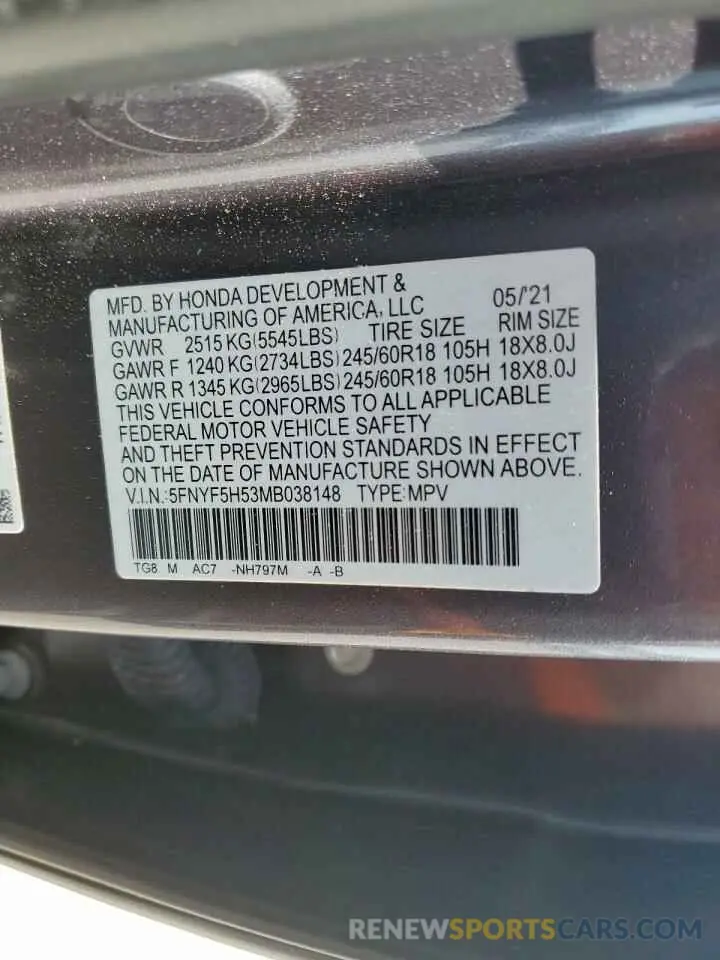 MFD. BY HONDA DEVELOPMENT &
MANUFACTURING OF AMERICA, LLC 05/'21
GVWR 2515 KG(5545LBS) TIRE SIZE RIM SIZE
GAWR F 1240 KG(2734LBS) 245/60R18 105H 18X8.0J
GAWR R 1345 KG(2965LBS) 245/60R18 105H 18X8.0J
THIS VEHICLE CONFORMS TO ALL APPLICABLE
FEDERAL MOTOR VEHICLE SAFETY
AND THEFT PREVENTION STANDARDS IN EFFECT
ON THE DATE OF MANUFACTURE SHOWN ABOVE.
V.I.N.:5FNYF5H53MB038148 TYPE:MPV
TG8 M AC7 -NH797M -A -B
RENEWSPORTSCARS.COM